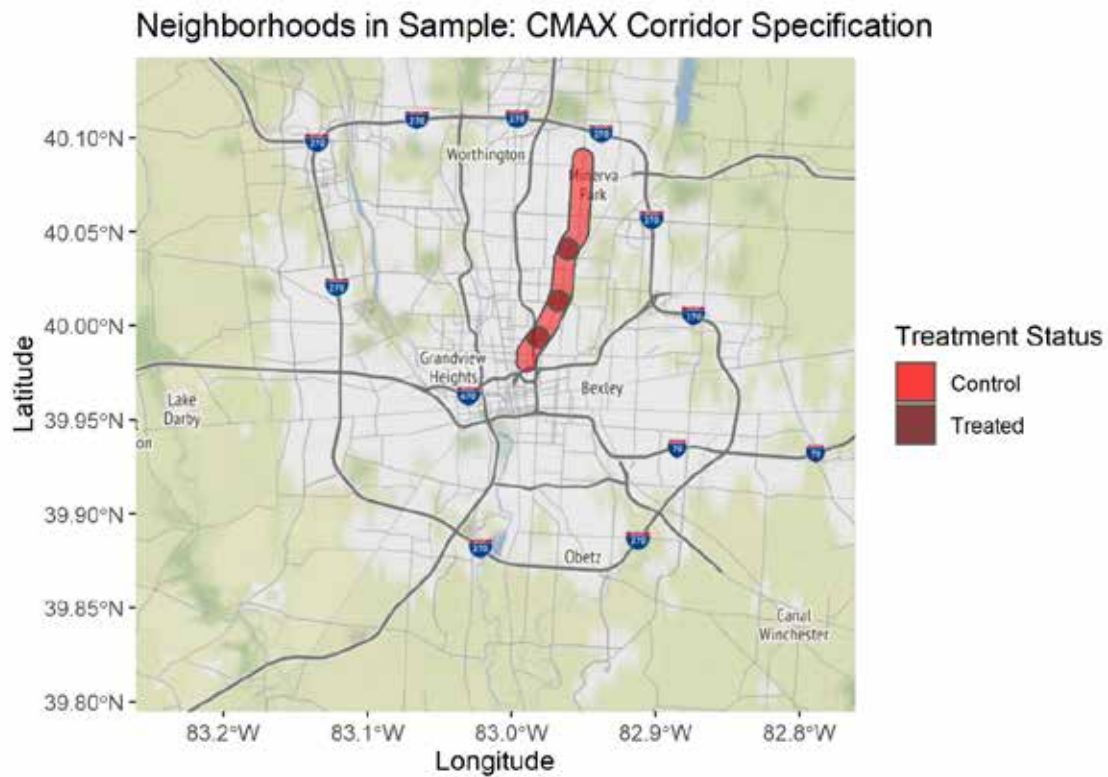 Neighborhoods in Sample: CMAX Corridor Specification
40.10°N
40.05°N
40.00°N
39.95°N
39.90°N
39.85°N
39.80°N
Latitude
270
270
270
270
Worthington
Minerva
Park
270
270
270
Grandview
Heights
670
Bexley
Lake
Darby
on
70
70
270
270
Obetz
Canal
Winchester
83.2°W
83.1°W
83.0°W
82.9°W
82.8°W
Longitude
Treatment Status
Control
Treated